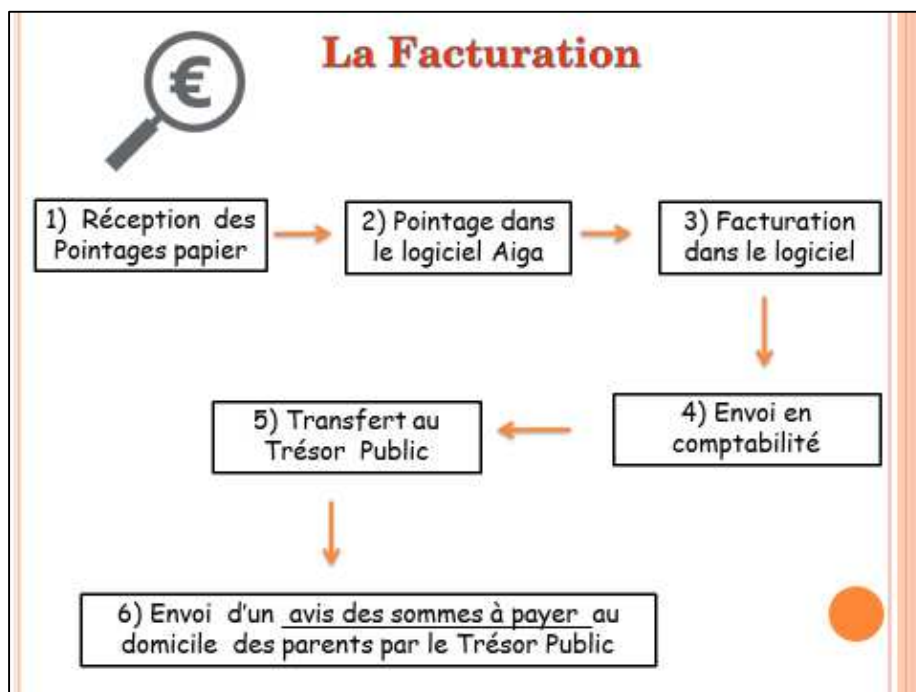 €
La Facturation
1) Réception des
Pointages papier
2) Pointage dans
le logiciel Aiga
3) Facturation
dans le logiciel
4) Envoi en
comptabilité
5) Transfert au
Trésor Public
6) Envoi d'un avis des sommes à payer au
domicile des parents par le Trésor Public